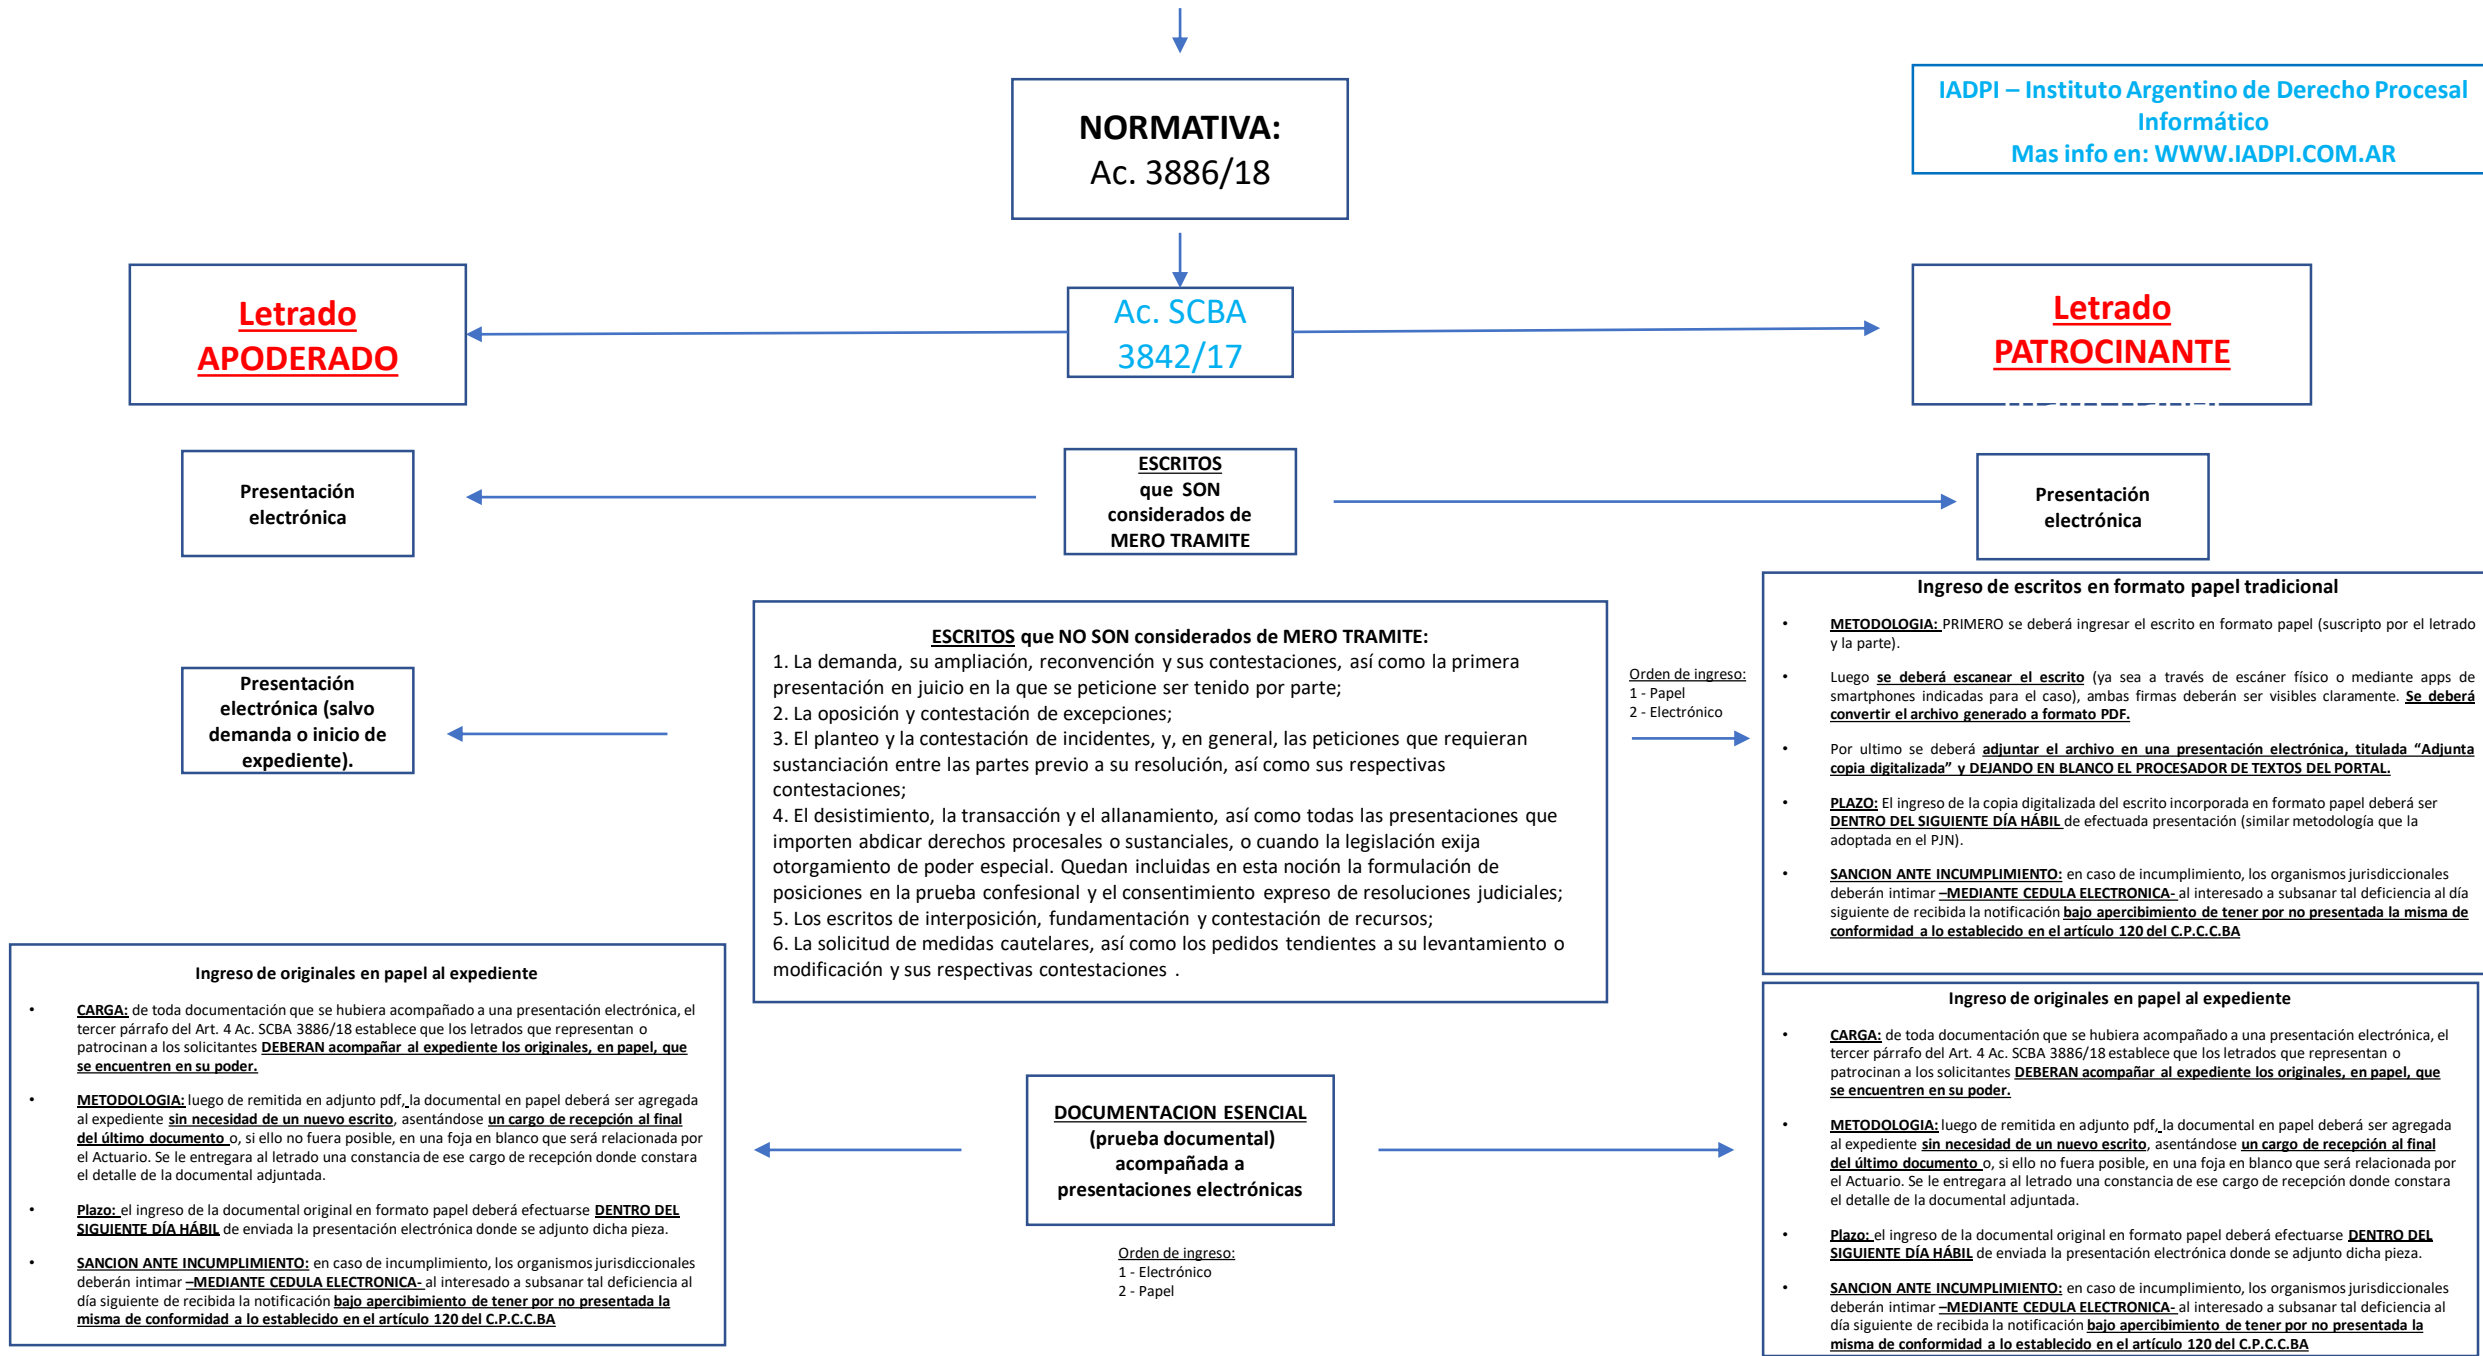 NORMATIVA:
Ac. 3886/18
IADPI – Instituto Argentino de Derecho Procesal
Informático
Mas info en: WWW.IADPI.COM.AR
Letrado
APODERADO
Ac. SCBA
3842/17
Letrado
PATROCINANTE
Presentación
electrónica
ESCRITOS
que SON
considerados de
MERO TRAMITE
Presentación
electrónica
Presentación
electrónica (salvo
demanda o inicio de
expediente).
ESCRITOS que NO SON considerados de MERO TRAMITE:
1. La demanda, su ampliación, reconvención y sus contestaciones, así como la primera
presentación en juicio en la que se peticione ser tenido por parte;
2. La oposición y contestación de excepciones;
3. El planteo y la contestación de incidentes, y, en general, las peticiones que requieran
sustanciación entre las partes previo a su resolución, así como sus respectivas
contestaciones;
4. El desistimiento, la transacción y el allanamiento, así como todas las presentaciones que
importen abdicar derechos procesales o sustanciales, o cuando la legislación exija
otorgamiento de poder especial. Quedan incluidas en esta noción la formulación de
posiciones en la prueba confesional y el consentimiento expreso de resoluciones judiciales;
5. Los escritos de interposición, fundamentación y contestación de recursos;
6. La solicitud de medidas cautelares, así como los pedidos tendientes a su levantamiento o
modificación y sus respectivas contestaciones .
Orden de ingreso:
1 - Papel
2 - Electrónico
Ingreso de escritos en formato papel tradicional
• METODOLOGIA: PRIMERO se deberá ingresar el escrito en formato papel (suscripto por el letrado
y la parte).
• Luego se deberá escanear el escrito (ya sea a través de escáner físico o mediante apps de
smartphones indicadas para el caso), ambas firmas deberán ser visibles claramente. Se deberá
convertir el archivo generado a formato PDF.
• Por ultimo se deberá adjuntar el archivo en una presentación electrónica, titulada “Adjunta
copia digitalizada” y DEJANDO EN BLANCO EL PROCESADOR DE TEXTOS DEL PORTAL.
• PLAZO: El ingreso de la copia digitalizada del escrito incorporada en formato papel deberá ser
DENTRO DEL SIGUIENTE DÍA HÁBIL de efectuada presentación (similar metodología que la
adoptada en el PJN).
• SANCION ANTE INCUMPLIMIENTO: en caso de incumplimiento, los organismos jurisdiccionales
deberán intimar –MEDIANTE CEDULA ELECTRONICA- al interesado a subsanar tal deficiencia al día
siguiente de recibida la notificación bajo apercibimiento de tener por no presentada la misma de
conformidad a lo establecido en el artículo 120 del C.P.C.C.BA
Ingreso de originales en papel al expediente
• CARGA: de toda documentación que se hubiera acompañado a una presentación electrónica, el
tercer párrafo del Art. 4 Ac. SCBA 3886/18 establece que los letrados que representan o
patrocinan a los solicitantes DEBERAN acompañar al expediente los originales, en papel, que
se encuentren en su poder.
• METODOLOGIA: luego de remitida en adjunto pdf, la documental en papel deberá ser agregada
al expediente sin necesidad de un nuevo escrito, asentándose un cargo de recepción al final
del último documento o, si ello no fuera posible, en una foja en blanco que será relacionada por
el Actuario. Se le entregara al letrado una constancia de ese cargo de recepción donde constara
el detalle de la documental adjuntada.
• Plazo: el ingreso de la documental original en formato papel deberá efectuarse DENTRO DEL
SIGUIENTE DÍA HÁBIL de enviada la presentación electrónica donde se adjunto dicha pieza.
• SANCION ANTE INCUMPLIMIENTO: en caso de incumplimiento, los organismos jurisdiccionales
deberán intimar –MEDIANTE CEDULA ELECTRONICA- al interesado a subsanar tal deficiencia al
día siguiente de recibida la notificación bajo apercibimiento de tener por no presentada la
misma de conformidad a lo establecido en el artículo 120 del C.P.C.C.BA
DOCUMENTACION ESENCIAL
(prueba documental)
acompañada a
presentaciones electrónicas
Orden de ingreso:
1 - Electrónico
2 - Papel
Ingreso de originales en papel al expediente
• CARGA: de toda documentación que se hubiera acompañado a una presentación electrónica, el
tercer párrafo del Art. 4 Ac. SCBA 3886/18 establece que los letrados que representan o
patrocinan a los solicitantes DEBERAN acompañar al expediente los originales, en papel, que
se encuentren en su poder.
• METODOLOGIA: luego de remitida en adjunto pdf, la documental en papel deberá ser agregada
al expediente sin necesidad de un nuevo escrito, asentándose un cargo de recepción al final
del último documento o, si ello no fuera posible, en una foja en blanco que será relacionada por
el Actuario. Se le entregara al letrado una constancia de ese cargo de recepción donde constara
el detalle de la documental adjuntada.
• Plazo: el ingreso de la documental original en formato papel deberá efectuarse DENTRO DEL
SIGUIENTE DÍA HÁBIL de enviada la presentación electrónica donde se adjunto dicha pieza.
• SANCION ANTE INCUMPLIMIENTO: en caso de incumplimiento, los organismos jurisdiccionales
deberán intimar –MEDIANTE CEDULA ELECTRONICA- al interesado a subsanar tal deficiencia al
día siguiente de recibida la notificación bajo apercibimiento de tener por no presentada la
misma de conformidad a lo establecido en el artículo 120 del C.P.C.C.BA